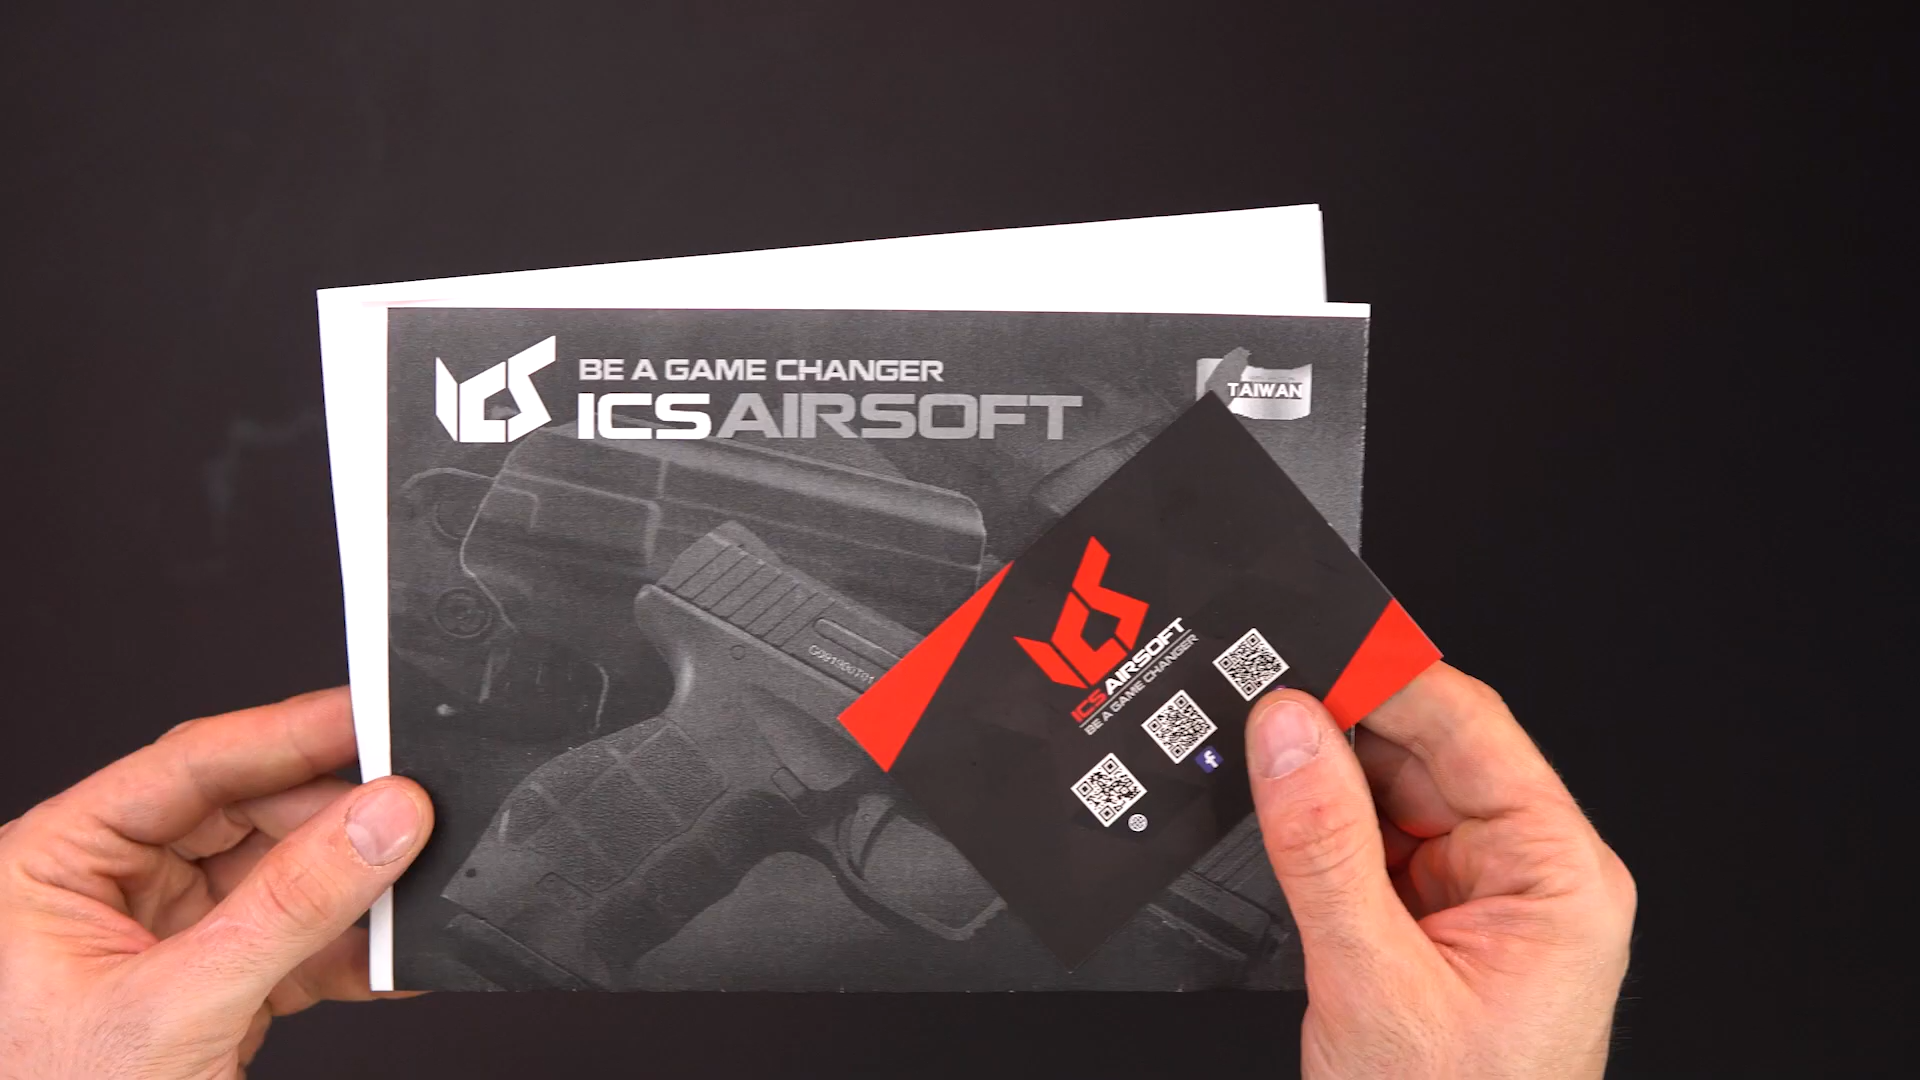 ICS
BE A GAME CHANGER
ICS AIRSOFT
TAIWAN
ICS
ICS AIRSOFT
BE A GAME CHANGER
f